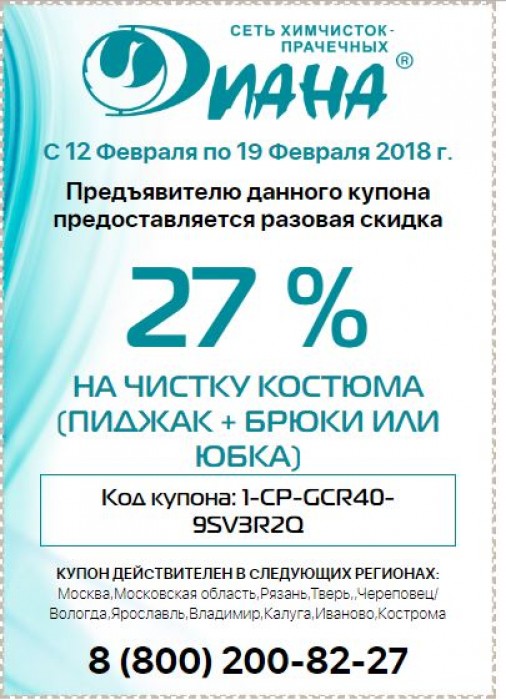 СЕТЬ ХИМЧИСТОК-
ПРАЧЕЧНЫХ
ДИАНА®
С 12 Февраля по 19 Февраля 2018 г.
Предъявителю данного купона
предоставляется разовая скидка
27 %
НА ЧИСТКУ КОСТЮМА
(ПИДЖАК + БРЮКИ ИЛИ
ЮБКА)
Код купона: 1-CP-GCR40-
9SV3R2Q
КУПОН ДЕЙСТВИТЕЛЕН В сЛЕДУЮЩИХ РЕГИОНАХ:
Москва,Московская область,Рязань,Тверь,,Череповец/
Вологда,Ярославль,Владимир,Калуга,Иваново,Кострома
8 (800) 200-82-27